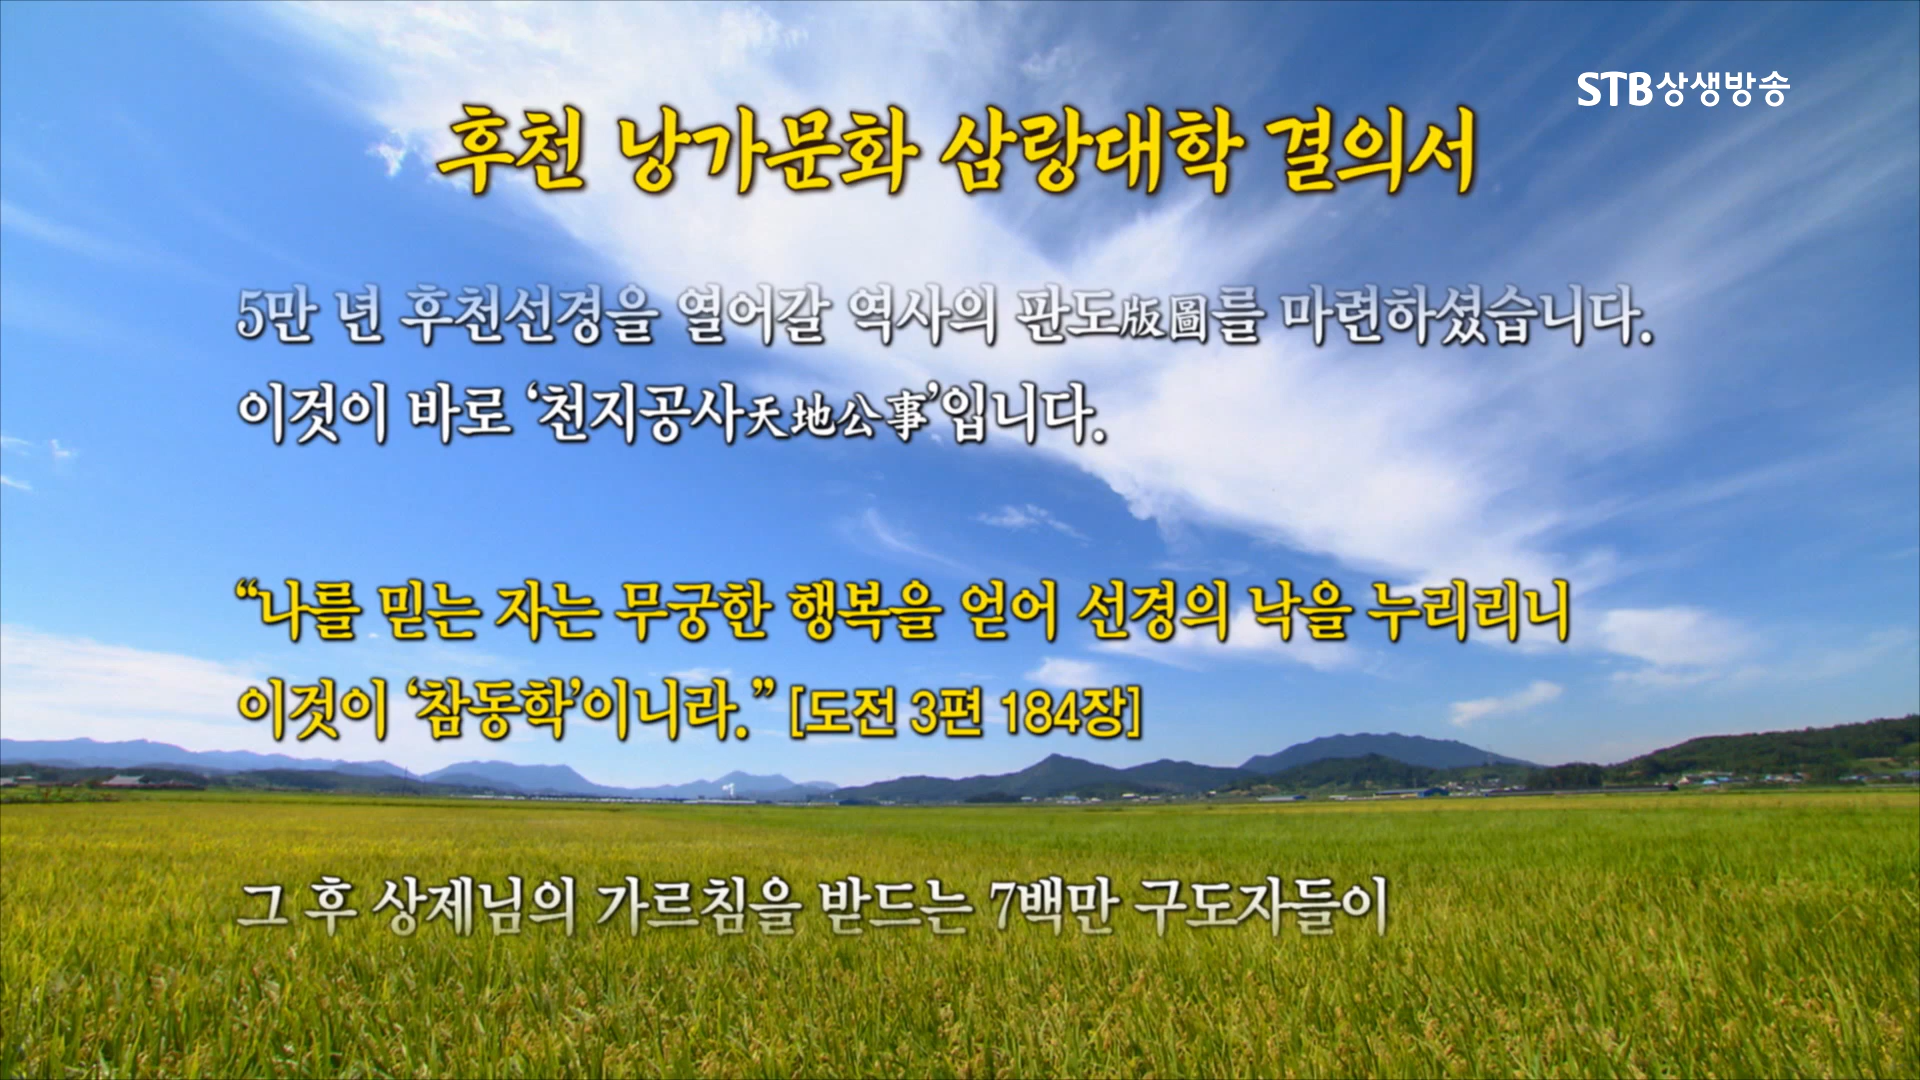 STB상생방송
후천 낭가문화 삼랑대학 결의서
5만 년 후천선경을 열어갈 역사의 판도版圖를 마련하셨습니다.
이것이 바로 ‘천지공사天地公事’입니다.
“나를 믿는 자는 무궁한 행복을 얻어 선경의 낙을 누리리니
이것이 ‘참동학’이니라.” [도전 3편 184장]
그 후 상제님의 가르침을 받드는 7백만 구도자들이